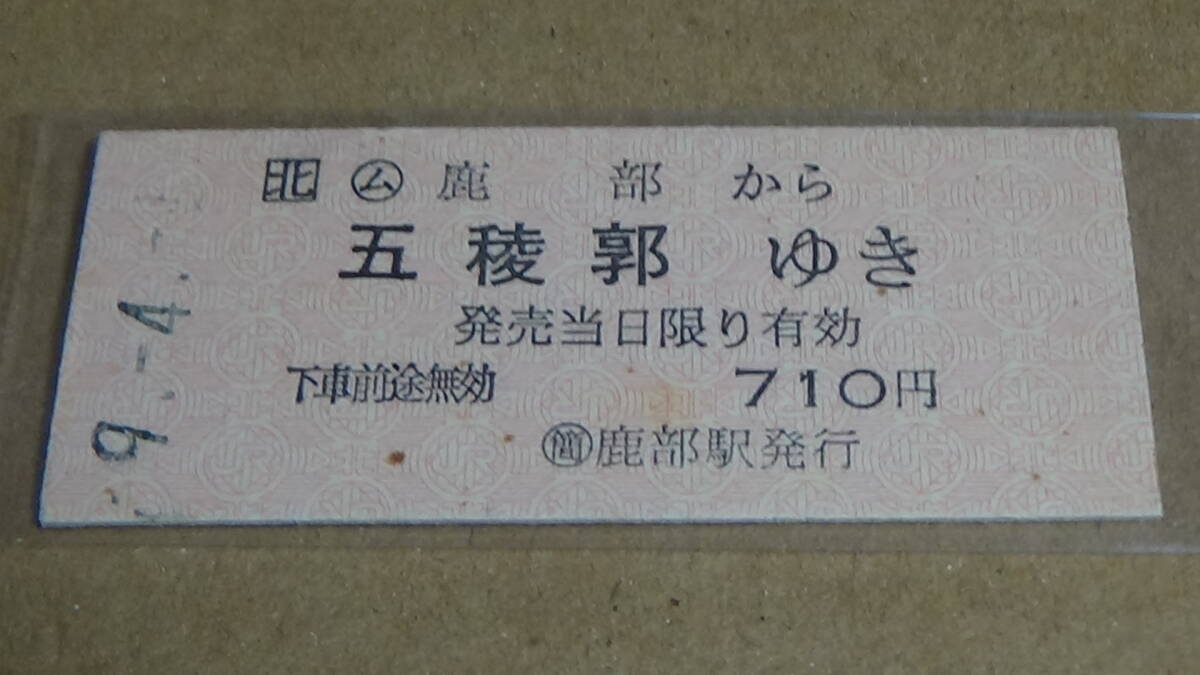 北 ム 鹿部から
五稜郭ゆき
発売当日限り有効
下車前途無効 710円
簡 鹿部駅発行
9.-4.-